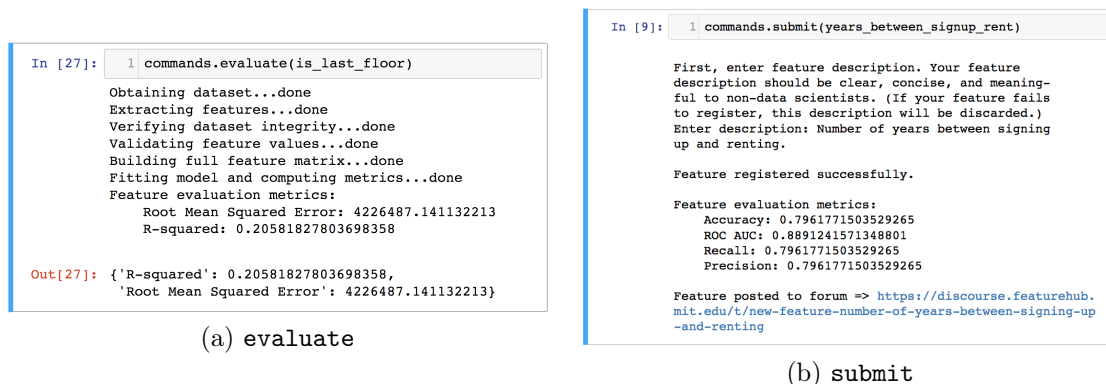 In [27]: 1 commands.evaluate(is_last_floor)
Obtaining dataset...done
Extracting features...done
Verifying dataset integrity...done
Validating feature values...done
Building full feature matrix...done
Fitting model and computing metrics...done
Feature evaluation metrics:
Root Mean Squared Error: 4226487.141132213
R-squared: 0.20581827803698358
Out[27]: {'R-squared': 0.20581827803698358,
'Root Mean Squared Error': 4226487.141132213}
(a) evaluate
In [9]: 1 commands.submit(years_between_signup_rent)
First, enter feature description. Your feature
description should be clear, concise, and meaning-
ful to non-data scientists. (If your feature fails
to register, this description will be discarded.)
Enter description: Number of years between signing
up and renting.
Feature registered successfully.
Feature evaluation metrics:
Accuracy: 0.7961771503529265
ROC AUC: 0.8891241571348801
Recall: 0.7961771503529265
Precision: 0.7961771503529265
Feature posted to forum => https://discourse.featurehub.
mit.edu/t/new-feature-number-of-years-between-signing-up
-and-renting
(b) submit